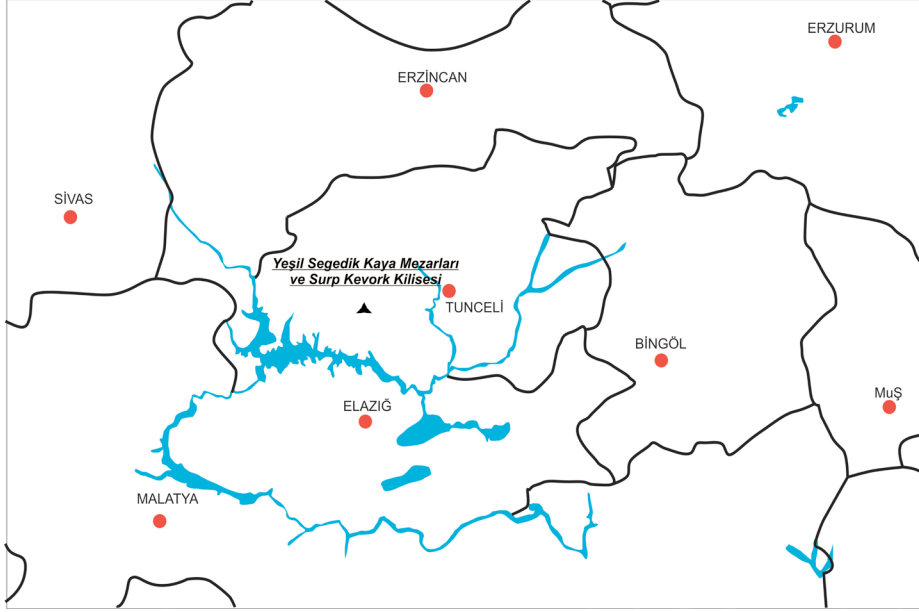 ERZURUM
ERZİNCAN
SİVAS
Yeşil Segedik Kaya Mezarları
ve Surp Kevork Kilisesi
TUNCELİ
BİNGÖL
MuŞ
ELAZIĞ
MALATYA